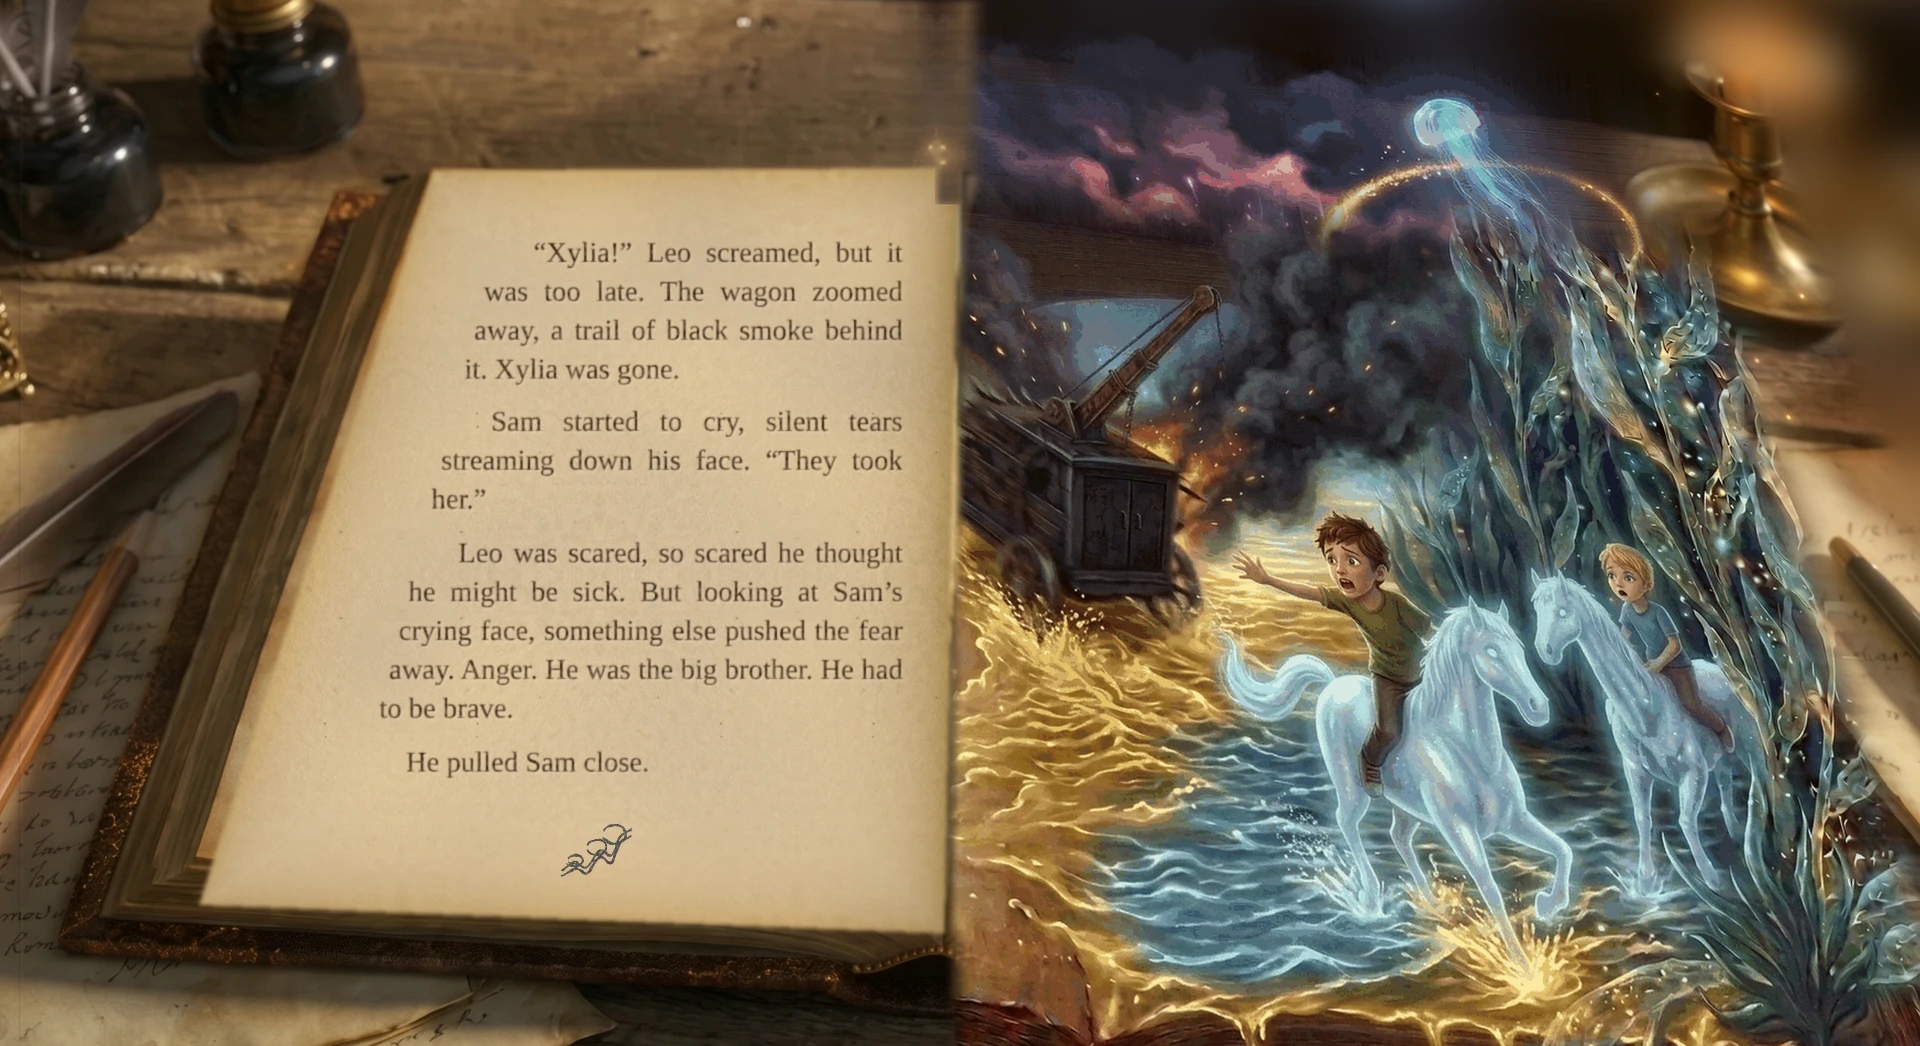 “Xylia!” Leo screamed, but it
was too late. The wagon zoomed
away, a trail of black smoke behind
it. Xylia was gone.
Sam started to cry, silent tears
streaming down his face. “They took
her.”
Leo was scared, so scared he thought
he might be sick. But looking at Sam’s
crying face, something else pushed the fear
away. Anger. He was the big brother. He had
to be brave.
He pulled Sam close.